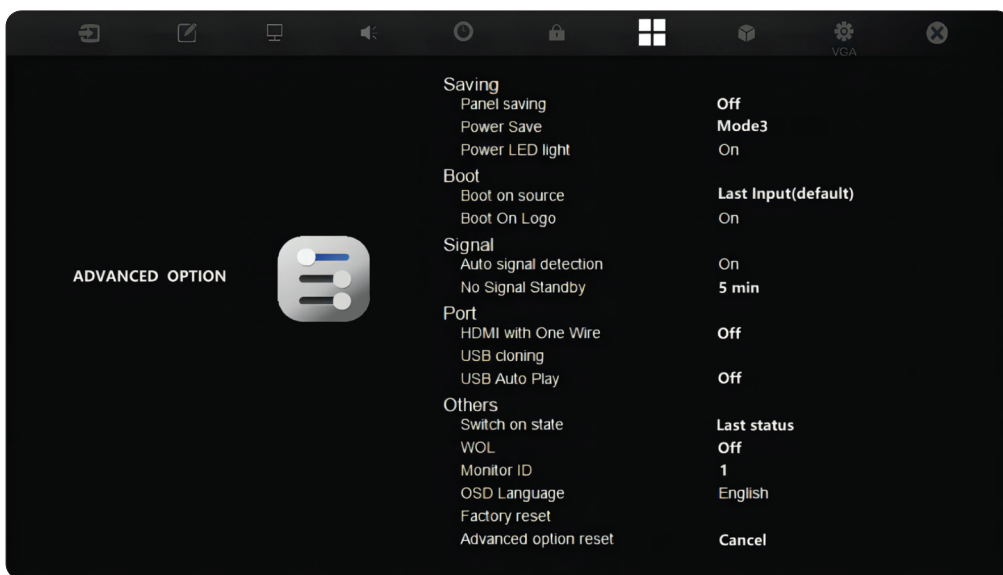 VGA
Saving
Panel saving Off
Power Save Mode3
Power LED light On
Boot
Boot on source Last Input(default)
Boot On Logo On
Signal
Auto signal detection On
No Signal Standby 5 min
Port
HDMI with One Wire Off
USB cloning
USB Auto Play Off
Others
Switch on state Last status
WOL Off
Monitor ID 1
OSD Language English
Factory reset
Advanced option reset Cancel
ADVANCED OPTION